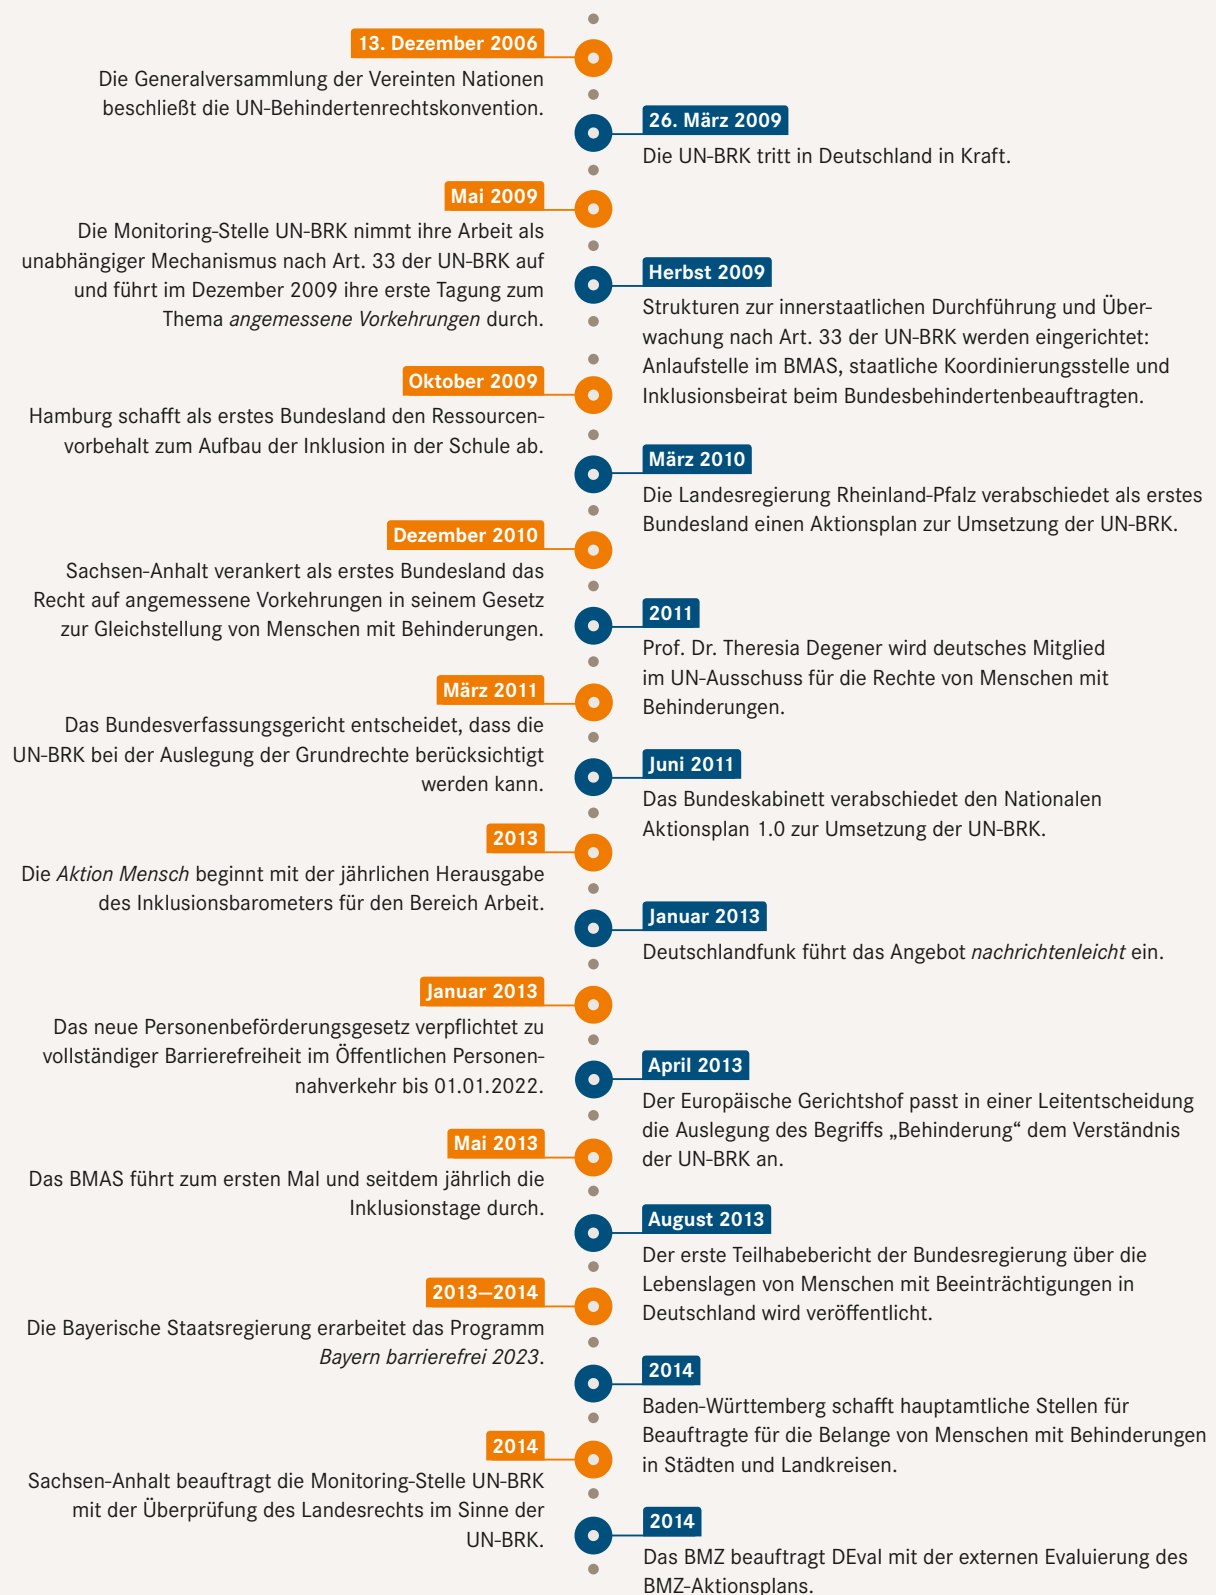 13. Dezember 2006
Die Generalversammlung der Vereinten Nationen
beschließt die UN-Behindertenrechtskonvention.
26. März 2009
Die UN-BRK tritt in Deutschland in Kraft.
Mai 2009
Die Monitoring-Stelle UN-BRK nimmt ihre Arbeit als
unabhängiger Mechanismus nach Art. 33 der UN-BRK auf
und führt im Dezember 2009 ihre erste Tagung zum
Thema angemessene Vorkehrungen durch.
Herbst 2009
Strukturen zur innerstaatlichen Durchführung und Über-
wachung nach Art. 33 der UN-BRK werden eingerichtet:
Anlaufstelle im BMAS, staatliche Koordinierungsstelle und
Inklusionsbeirat beim Bundesbehindertenbeauftragten.
Oktober 2009
Hamburg schafft als erstes Bundesland den Ressourcen-
vorbehalt zum Aufbau der Inklusion in der Schule ab.
März 2010
Die Landesregierung Rheinland-Pfalz verabschiedet als erstes
Bundesland einen Aktionsplan zur Umsetzung der UN-BRK.
Dezember 2010
Sachsen-Anhalt verankert als erstes Bundesland das
Recht auf angemessene Vorkehrungen in seinem Gesetz
zur Gleichstellung von Menschen mit Behinderungen.
2011
Prof. Dr. Theresia Degener wird deutsches Mitglied
im UN-Ausschuss für die Rechte von Menschen mit
Behinderungen.
März 2011
Das Bundesverfassungsgericht entscheidet, dass die
UN-BRK bei der Auslegung der Grundrechte berücksichtigt
werden kann.
Juni 2011
Das Bundeskabinett verabschiedet den Nationalen
Aktionsplan 1.0 zur Umsetzung der UN-BRK.
2013
Die Aktion Mensch beginnt mit der jährlichen Herausgabe
des Inklusionsbarometers für den Bereich Arbeit.
Januar 2013
Deutschlandfunk führt das Angebot nachrichtenleicht ein.
Januar 2013
Das neue Personenbeförderungsgesetz verpflichtet zu
vollständiger Barrierefreiheit im Öffentlichen Personen-
nahverkehr bis 01.01.2022.
April 2013
Der Europäische Gerichtshof passt in einer Leitentscheidung
die Auslegung des Begriffs „Behinderung“ dem Verständnis
der UN-BRK an.
Mai 2013
Das BMAS führt zum ersten Mal und seitdem jährlich die
Inklusionstage durch.
August 2013
Der erste Teilhabebericht der Bundesregierung über die
Lebenslagen von Menschen mit Beeinträchtigungen in
Deutschland wird veröffentlicht.
2013—2014
Die Bayerische Staatsregierung erarbeitet das Programm
Bayern barrierefrei 2023.
2014
Baden-Württemberg schafft hauptamtliche Stellen für
Beauftragte für die Belange von Menschen mit Behinderungen
in Städten und Landkreisen.
2014
Sachsen-Anhalt beauftragt die Monitoring-Stelle UN-BRK
mit der Überprüfung des Landesrechts im Sinne der
UN-BRK.
2014
Das BMZ beauftragt DEval mit der externen Evaluierung des
BMZ-Aktionsplans.